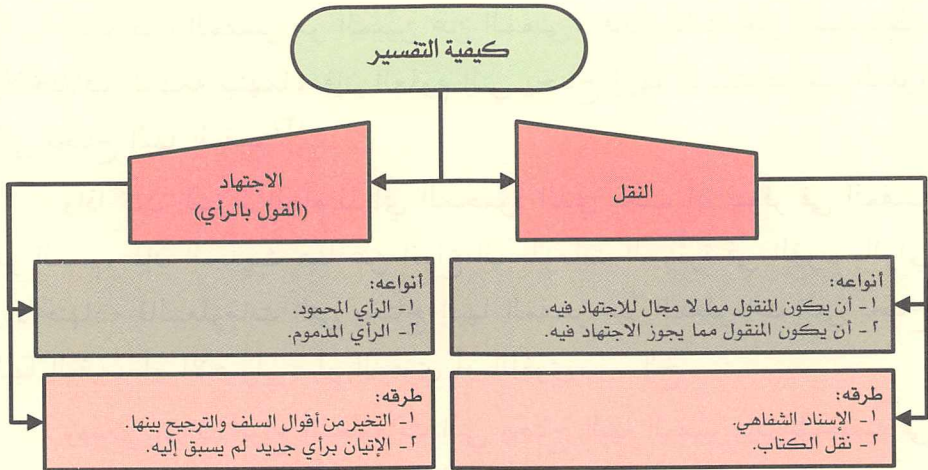 كيفية التفسير
النقل
أنواعه:
١- أن يكون المنقول مما لا مجال للاجتهاد فيه.
٢- أن يكون المنقول مما يجوز الاجتهاد فيه.
طرقه:
١- الإسناد الشفاهي.
٢- نقل الكتاب.
الاجتهاد
(القول بالرأي)
أنواعه:
١- الرأي المحمود.
٢- الرأي المذموم.
طرقه:
١- التخير من أقوال السلف والترجيح بينها.
٢- الإتيان برأي جديد لم يسبق إليه.